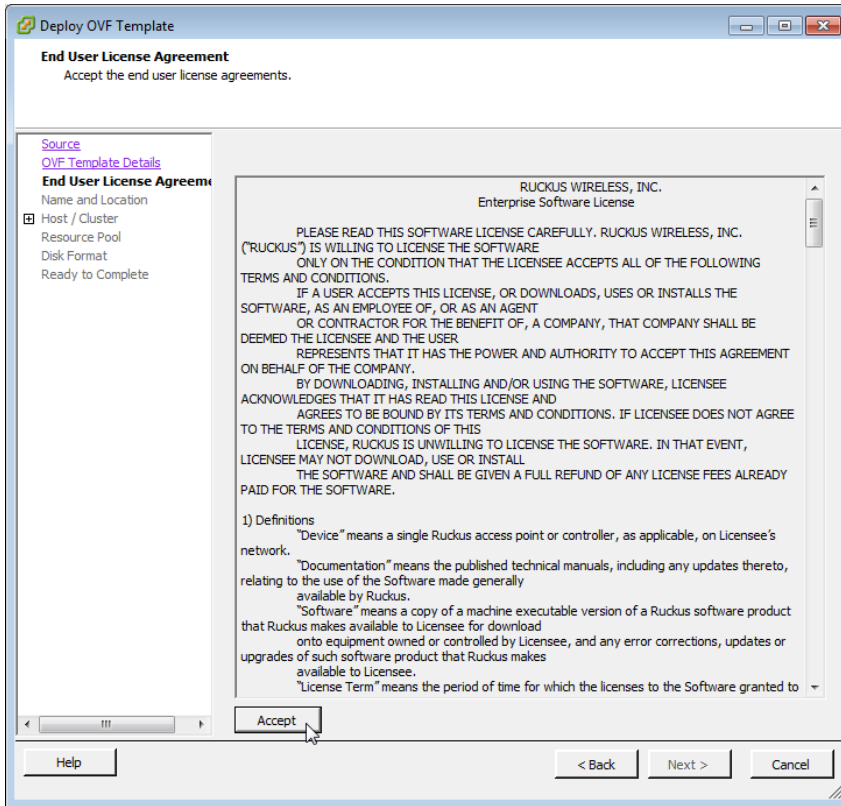 Deploy OVF Template
End User License Agreement
Accept the end user license agreements.
Source
OVF Template Details
End User License Agreeme
Name and Location
Host / Cluster
Resource Pool
Disk Format
Ready to Complete
RUCKUS WIRELESS, INC.
Enterprise Software License
PLEASE READ THIS SOFTWARE LICENSE CAREFULLY. RUCKUS WIRELESS, INC.
("RUCKUS") IS WILLING TO LICENSE THE SOFTWARE
ONLY ON THE CONDITION THAT THE LICENSEE ACCEPTS ALL OF THE FOLLOWING
TERMS AND CONDITIONS.
IF A USER ACCEPTS THIS LICENSE, OR DOWNLOADS, USES OR INSTALLS THE
SOFTWARE, AS AN EMPLOYEE OF, OR AS AN AGENT
OR CONTRACTOR FOR THE BENEFIT OF, A COMPANY, THAT COMPANY SHALL BE
DEEMED THE LICENSEE AND THE USER
REPRESENTS THAT IT HAS THE POWER AND AUTHORITY TO ACCEPT THIS AGREEMENT
ON BEHALF OF THE COMPANY.
BY DOWNLOADING, INSTALLING AND/OR USING THE SOFTWARE, LICENSEE
ACKNOWLEDGES THAT IT HAS READ THIS LICENSE AND
AGREES TO BE BOUND BY ITS TERMS AND CONDITIONS. IF LICENSEE DOES NOT AGREE
TO THE TERMS AND CONDITIONS OF THIS
LICENSE, RUCKUS IS UNWILLING TO LICENSE THE SOFTWARE. IN THAT EVENT,
LICENSEE MAY NOT DOWNLOAD, USE OR INSTALL
THE SOFTWARE AND SHALL BE GIVEN A FULL REFUND OF ANY LICENSE FEES ALREADY
PAID FOR THE SOFTWARE.
1) Definitions
"Device" means a single Ruckus access point or controller, as applicable, on Licensee's
network.
"Documentation" means the published technical manuals, including any updates thereto,
relating to the use of the Software made generally
available by Ruckus.
"Software" means a copy of a machine executable version of a Ruckus software product
that Ruckus makes available to Licensee for download
onto equipment owned or controlled by Licensee, and any error corrections, updates or
upgrades of such software product that Ruckus makes
available to Licensee.
"License Term" means the period of time for which the licenses to the Software granted to
Accept
Help
< Back
Next >
Cancel